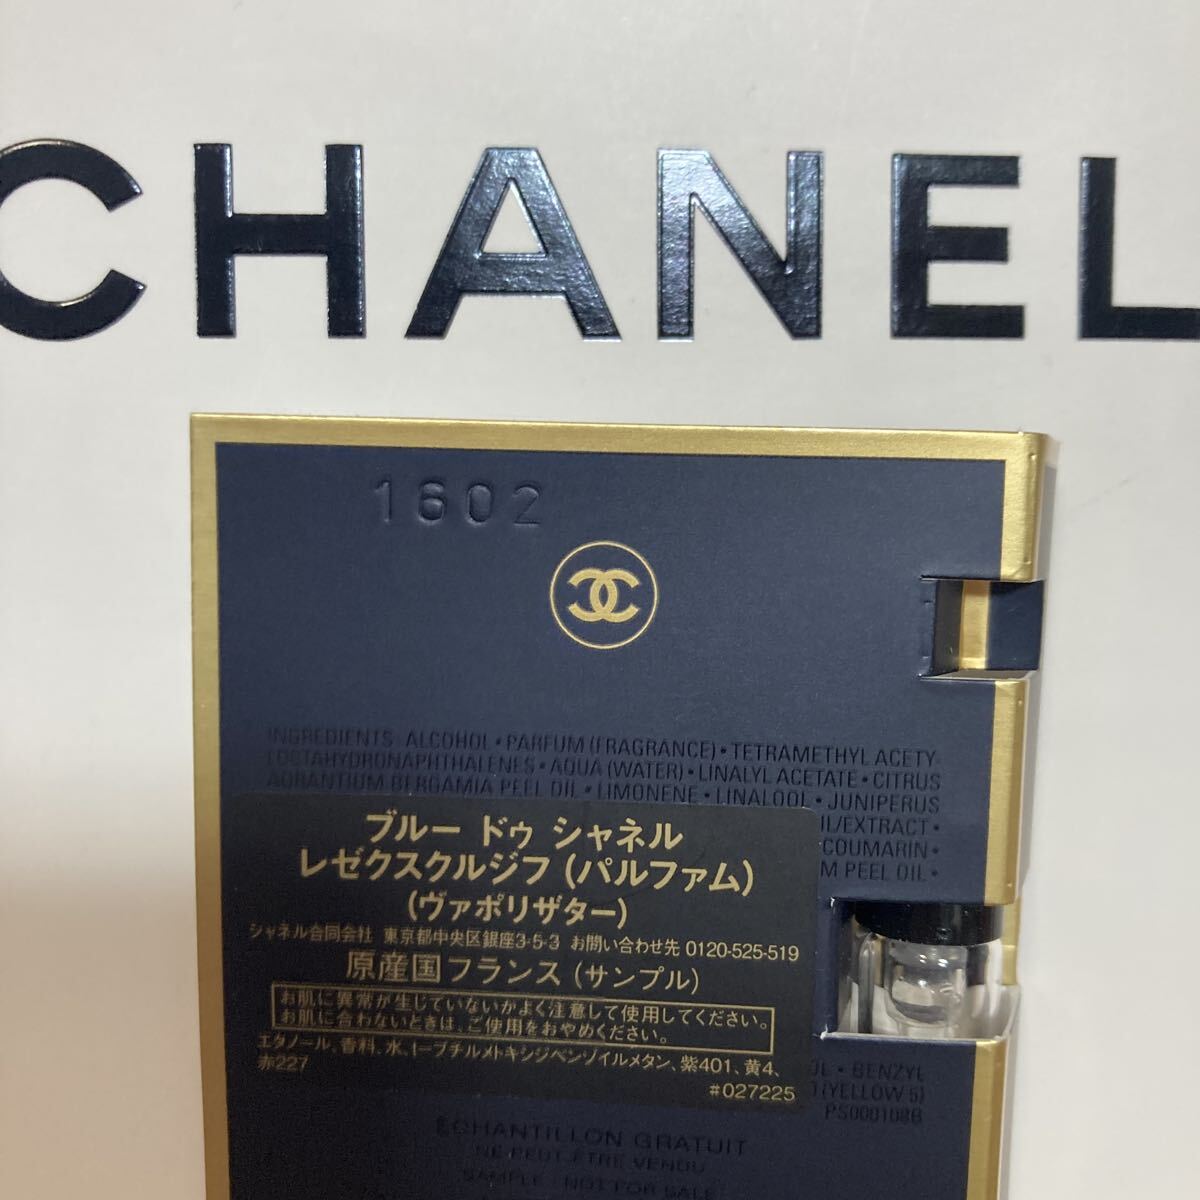 CHANEL
1602
INGREDIENTS: ALCOHOL • PARFUM (FRAGRANCE) • TETRAMETHYL ACETY-
LOCTAHYDRONAPHTHALENES • AQUA (WATER) • LINALYL ACETATE • CITRUS
AURANTIUM BERGAMIA PEEL OIL • LIMONENE • LINALOOL • JUNIPERUS
IL/EXTRACT •
COUMARIN •
M PEEL OIL •
ブルー ドゥ シャネル
レゼクスクルジフ (パルファム)
(ヴァポリザター)
シャネル合同会社 東京都中央区銀座3-5-3 お問い合わせ先 0120-525-519
原産国フランス (サンプル)
お肌に異常が生じていないかよく注意して使用してください。
お肌に合わないときは、ご使用をおやめください。
エタノール、香料、水、t-ブチルメトキシジベンゾイルメタン、紫401、黄4、
赤227
#027225
OL • BENZYL
(YELLOW 5)
PS000108B
ÉCHANTILLON GRATUIT
NE PEUT ÊTRE VENDU
SAMPLE / NOT FOR SALE